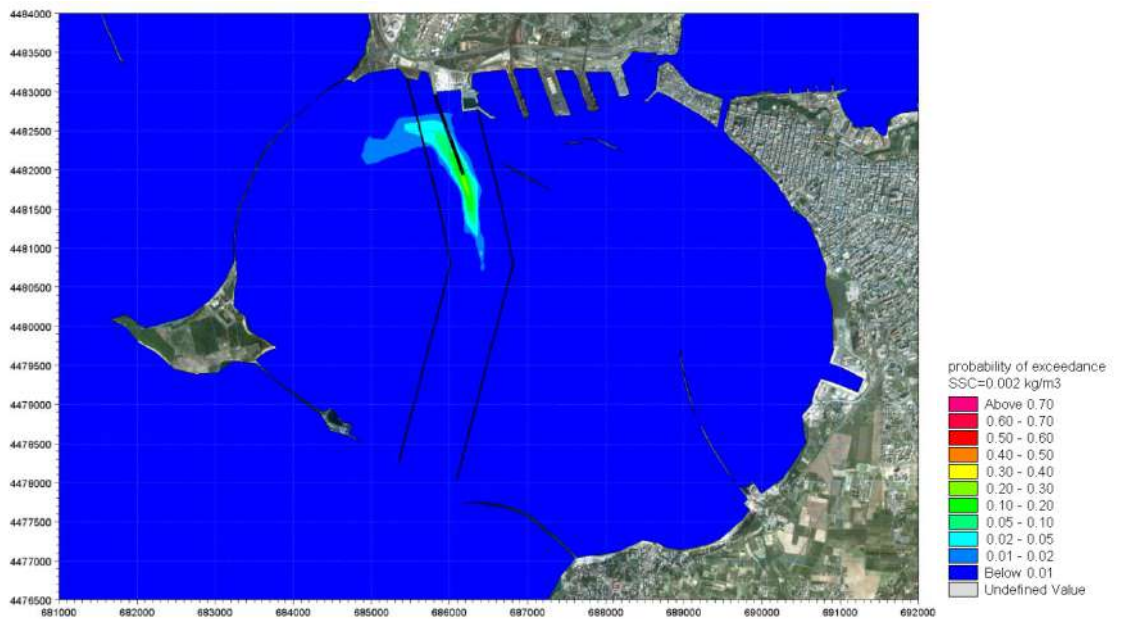 4484000
4483500
4483000
4482500
4482000
4481500
4481000
4480500
4480000
4479500
4479000
4478500
4478000
4477500
4477000
4476500
681000 682000 683000 684000 685000 686000 687000 688000 689000 690000 691000 692000
probability of exceedance
SSC=0.002 kg/m3
Above 0.70
0.60 - 0.70
0.50 - 0.60
0.40 - 0.50
0.30 - 0.40
0.20 - 0.30
0.10 - 0.20
0.05 - 0.10
0.02 - 0.05
0.01 - 0.02
Below 0.01
Undefined Value